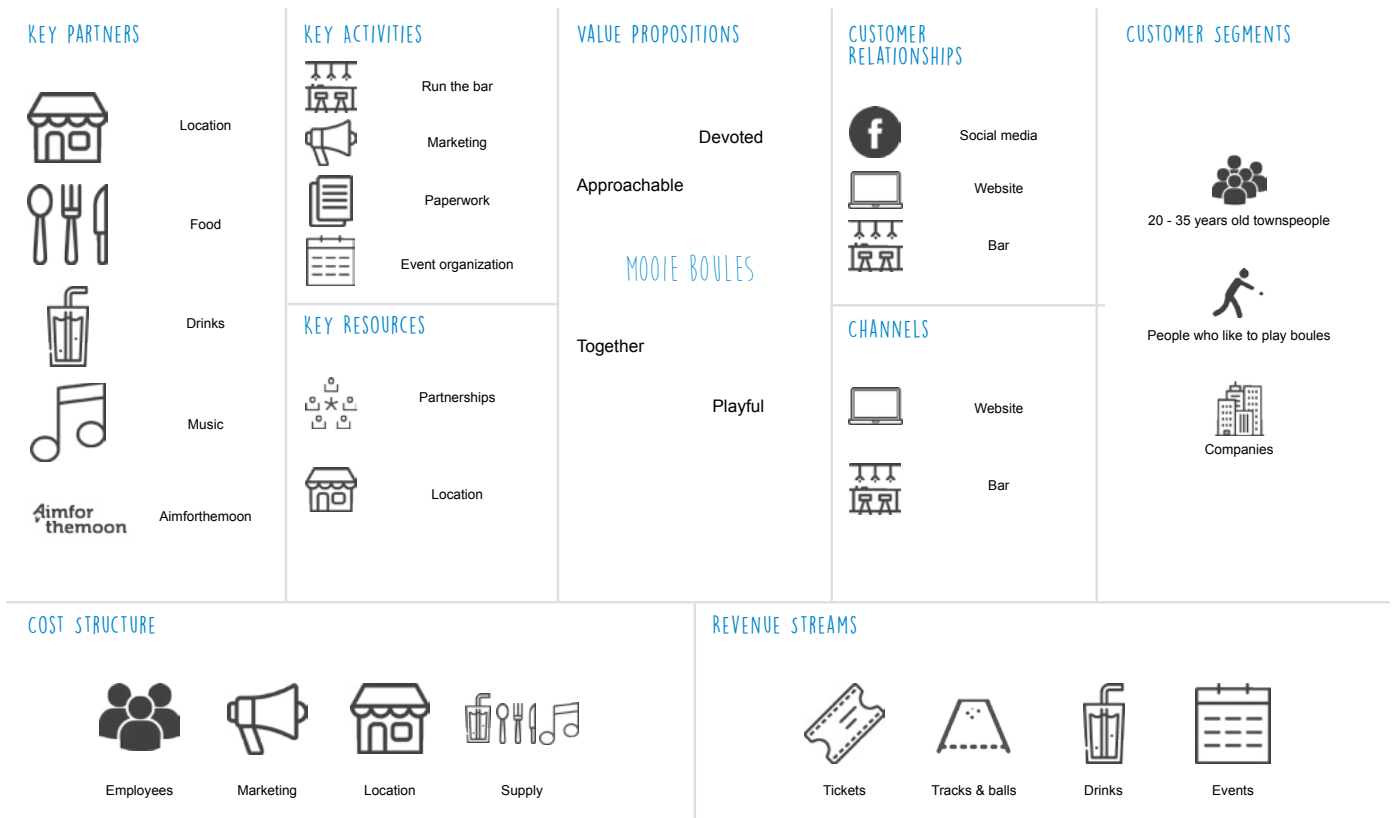 KEY PARTNERS
Location
Food
Drinks
Music
Aimfor
themoon
Aimforthemoon
KEY ACTIVITIES
Run the bar
Marketing
Paperwork
Event organization
KEY RESOURCES
Partnerships
Location
VALUE PROPOSITIONS
Devoted
Approachable
MOOIE BOULES
Together
Playful
CUSTOMER
RELATIONSHIPS
f
Social media
Website
Bar
CHANNELS
Website
Bar
CUSTOMER SEGMENTS
20 - 35 years old townspeople
People who like to play boules
Companies
COST STRUCTURE
Employees
Marketing
Location
Supply
REVENUE STREAMS
Tickets
Tracks & balls
Drinks
Events